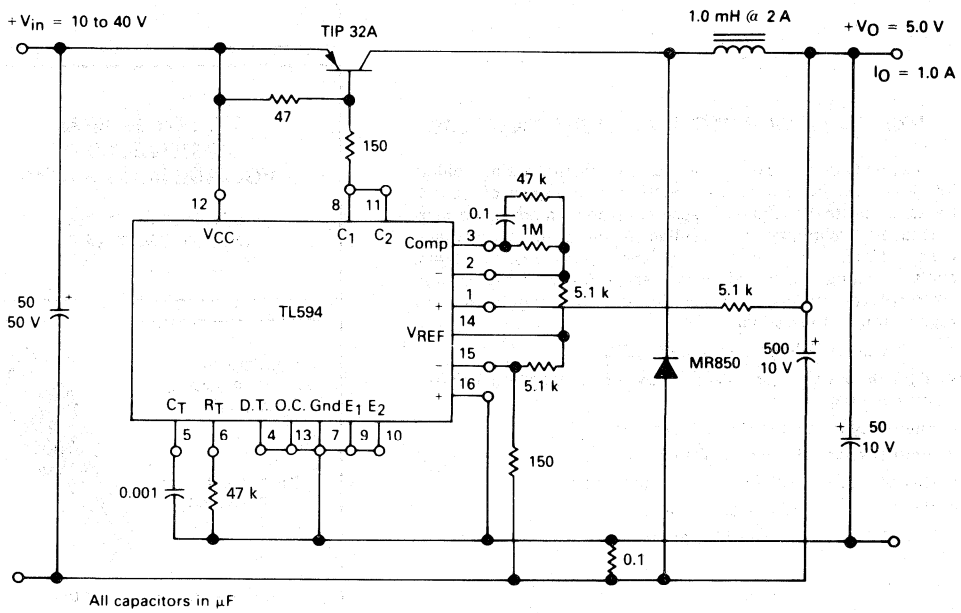 +Vin = 10 to 40 V
TIP 32A
1.0 mH @ 2 A
+VO = 5.0 V
IO = 1.0 A
47
150
47 k
0.1
1M
12
8
11
3
VCC
C1
C2
Comp
2
−
5.1 k
1
+
5.1 k
50
50 V
+
TL594
14
VREF
15
−
5.1 k
16
+
MR850
500
10 V
+
CT
RT
D.T.
O.C.
Gnd
E1
E2
5
6
4
13
7
9
10
+
50
10 V
150
0.001
47 k
0.1
All capacitors in μF